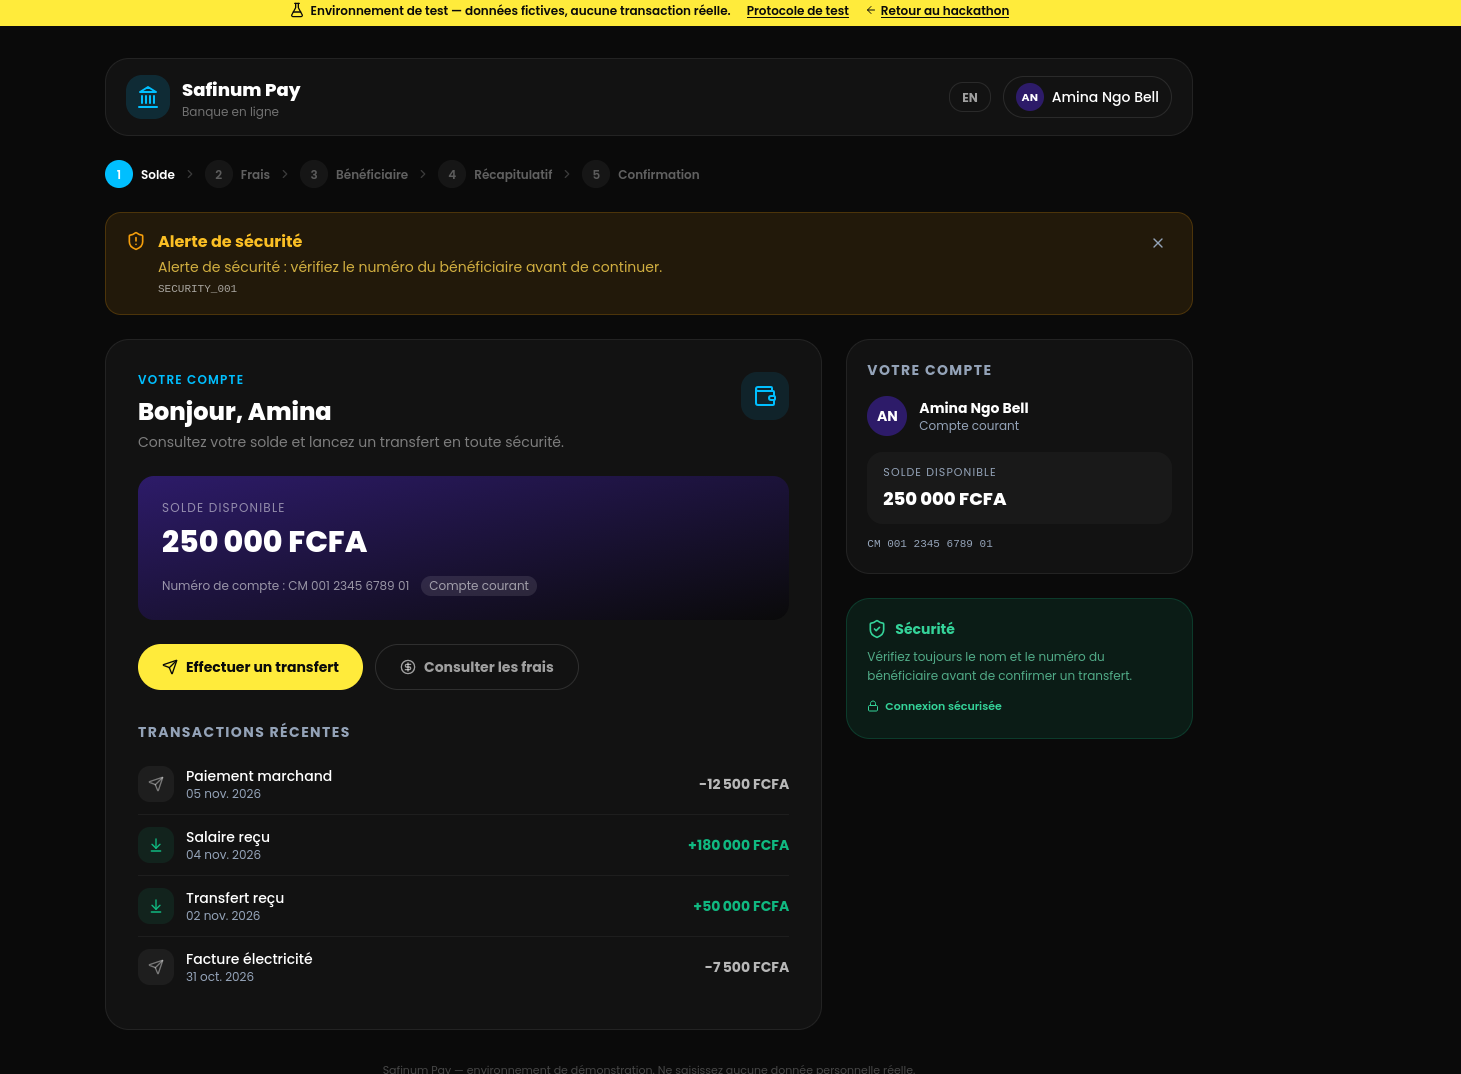 Environnement de test — données fictives, aucune transaction réelle. Protocole de test ← Retour au hackathon
Safinum Pay
Banque en ligne
EN
AN Amina Ngo Bell
1 Solde
2 Frais
3 Bénéficiaire
4 Récapitulatif
5 Confirmation
Alerte de sécurité
Alerte de sécurité : vérifiez le numéro du bénéficiaire avant de continuer.
SECURITY_001
VOTRE COMPTE
Bonjour, Amina
Consultez votre solde et lancez un transfert en toute sécurité.
SOLDE DISPONIBLE
250 000 FCFA
Numéro de compte : CM 001 2345 6789 01 Compte courant
Effectuer un transfert
Consulter les frais
TRANSACTIONS RÉCENTES
Paiement marchand
05 nov. 2026
-12 500 FCFA
Salaire reçu
04 nov. 2026
+180 000 FCFA
Transfert reçu
02 nov. 2026
+50 000 FCFA
Facture électricité
31 oct. 2026
-7 500 FCFA
VOTRE COMPTE
AN
Amina Ngo Bell
Compte courant
SOLDE DISPONIBLE
250 000 FCFA
CM 001 2345 6789 01
Sécurité
Vérifiez toujours le nom et le numéro du
bénéficiaire avant de confirmer un transfert.
Connexion sécurisée
Safinum Pay — environnement de démonstration. Ne saisissez aucune donnée personnelle réelle.